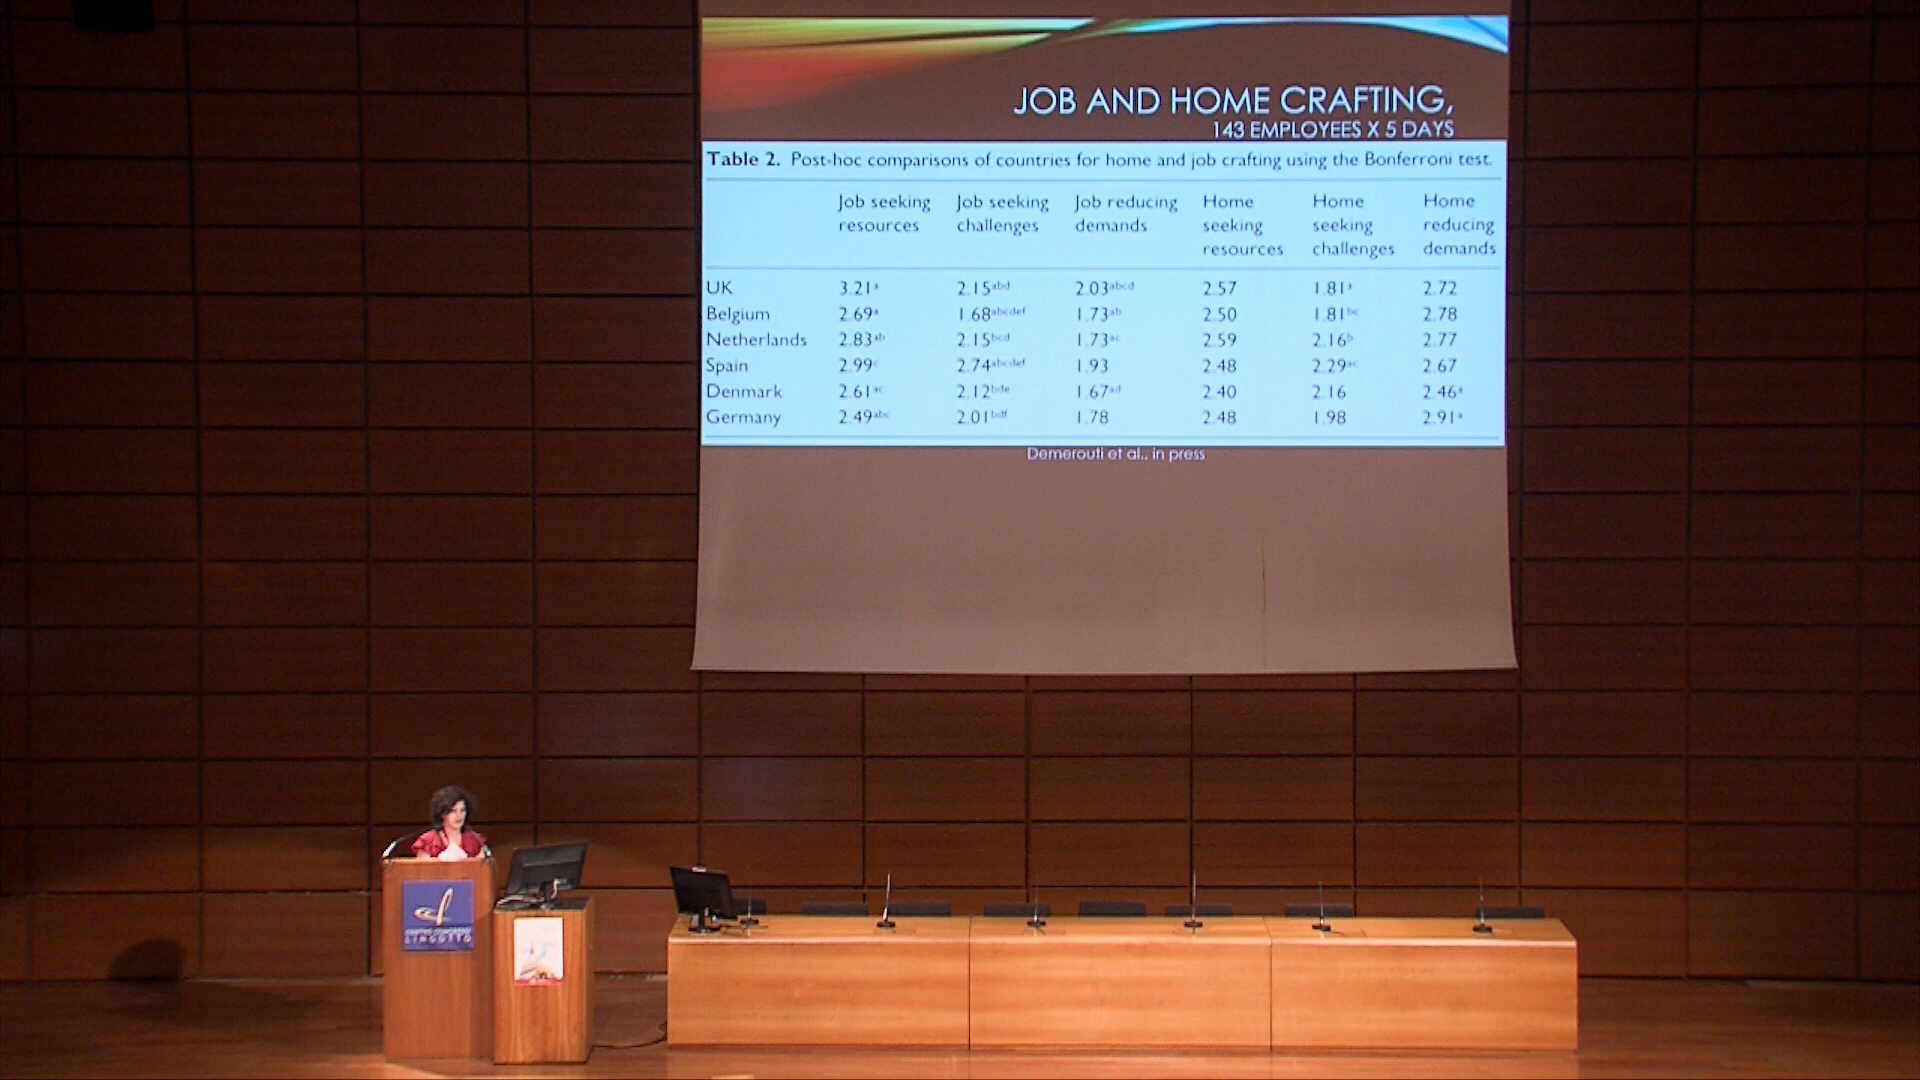 JOB AND HOME CRAFTING,
143 EMPLOYEES X 5 DAYS
Table 2. Post-hoc comparisons of countries for home and job crafting using the Bonferroni test.
Job seeking resources Job seeking challenges Job reducing demands Home seeking resources Home seeking challenges Home reducing demands
UK 3.21ᵃ 2.15ᵃᵇᵈ 2.03ᵃᵇᶜᵈ 2.57 1.81ᵃ 2.72
Belgium 2.69ᵃ 1.68ᵃᵇᶜᵈᵉᶠ 1.73ᵃᵇ 2.50 1.81ᵇᶜ 2.78
Netherlands 2.83ᵃᵇ 2.15ᵇᶜᵈ 1.73ᵃᶜ 2.59 2.16ᵇ 2.77
Spain 2.99ᶜ 2.74ᵃᵇᶜᵈᵉᶠ 1.93 2.48 2.29ᵃᶜ 2.67
Denmark 2.61ᵃᶜ 2.12ᵇᵈᵉ 1.67ᵃᵈ 2.40 2.16 2.46ᵃ
Germany 2.49ᵃᵇᶜ 2.01ᵇᵈᶠ 1.78 2.48 1.98 2.91ᵃ
Demerouti et al., in press
CENTRO CONGRESSI
LINGOTTO